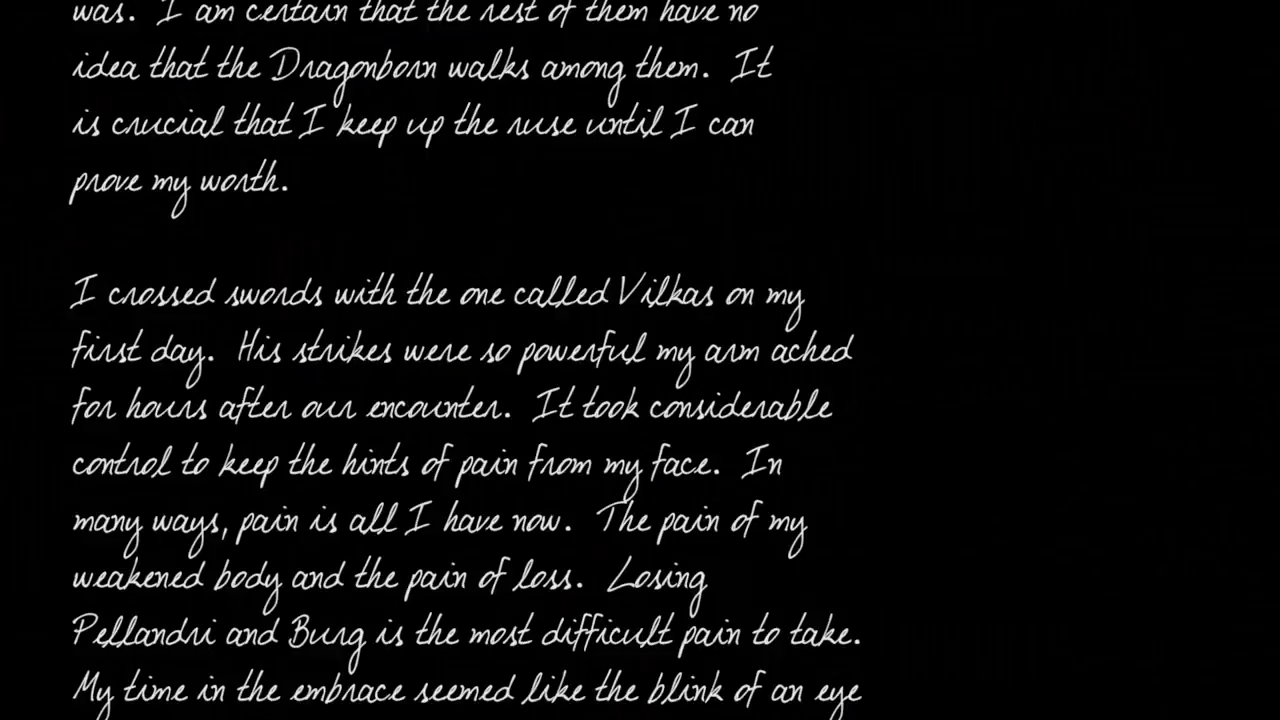 was.  I am certain that the rest of them have no
idea that the Dragonborn walks among them.  It
is crucial that I keep up the ruse until I can
prove my worth.
I crossed swords with the one called Vilkas on my
first day.  His strikes were so powerful my arm ached
for hours after our encounter.  It took considerable
control to keep the hints of pain from my face.  In
many ways, pain is all I have now.  The pain of my
weakened body and the pain of loss.  Losing
Pellandri and Burg is the most difficult pain to take.
My time in the embrace seemed like the blink of an eye